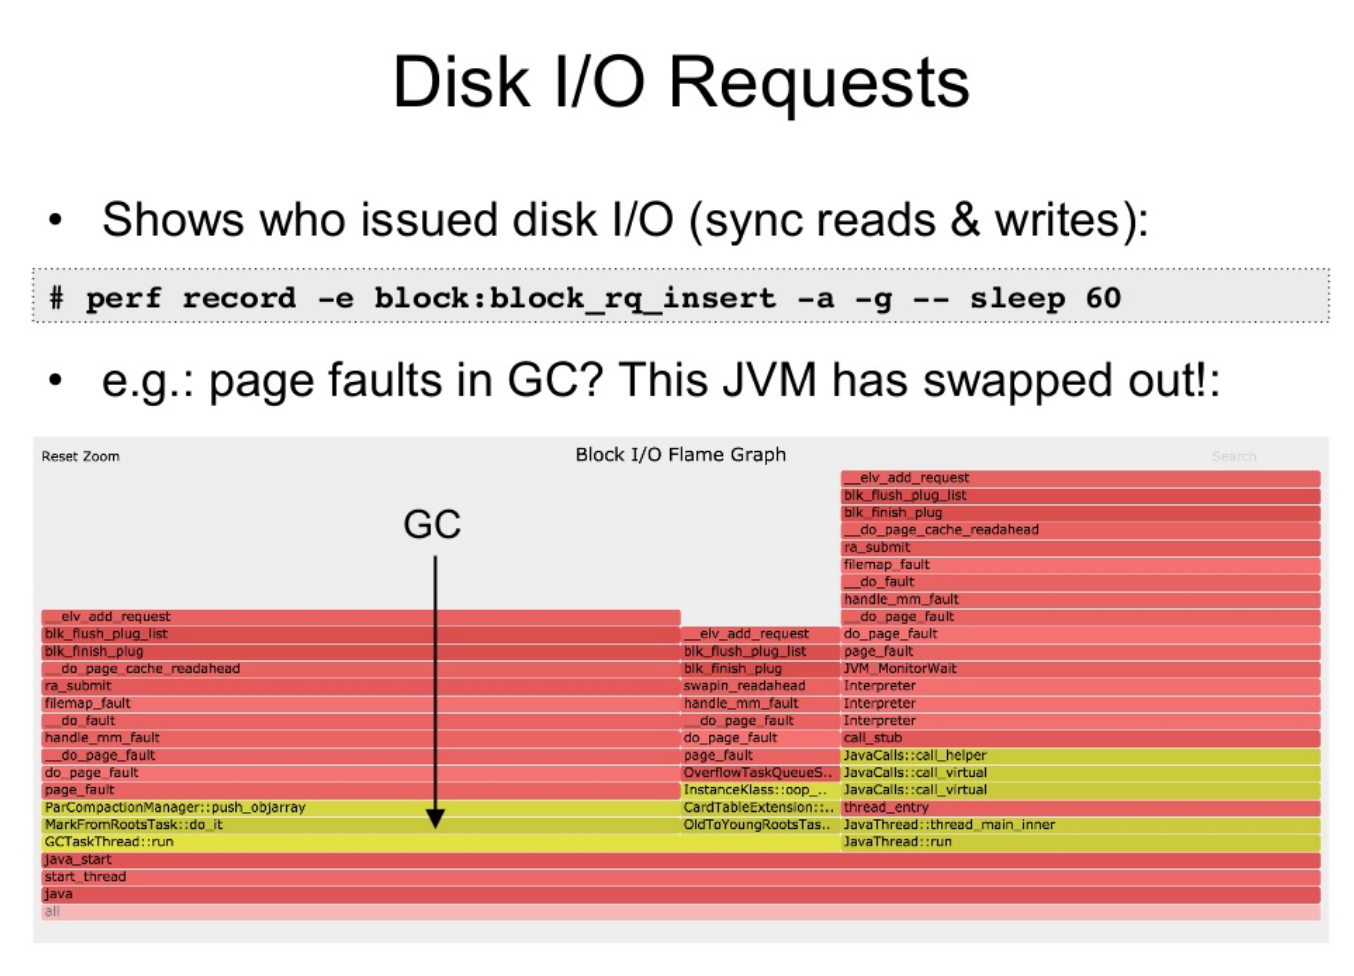 Disk I/O Requests
• Shows who issued disk I/O (sync reads & writes):
# perf record -e block:block_rq_insert -a -g -- sleep 60
• e.g.: page faults in GC? This JVM has swapped out!:
Reset Zoom
Block I/O Flame Graph
Search
GC
__elv_add_request
blk_flush_plug_list
blk_finish_plug
__do_page_cache_readahead
ra_submit
filemap_fault
__do_fault
handle_mm_fault
__do_page_fault
do_page_fault
page_fault
ParCompactionManager::push_objarray
MarkFromRootsTask::do_it
GCTaskThread::run
java_start
start_thread
java
all
__elv_add_request
blk_flush_plug_list
blk_finish_plug
swapin_readahead
handle_mm_fault
__do_page_fault
do_page_fault
page_fault
OverflowTaskQueueS..
InstanceKlass::oop_..
CardTableExtension::..
OldToYoungRootsTas..
__elv_add_request
blk_flush_plug_list
blk_finish_plug
__do_page_cache_readahead
ra_submit
filemap_fault
__do_fault
handle_mm_fault
__do_page_fault
do_page_fault
page_fault
JVM_MonitorWait
Interpreter
Interpreter
Interpreter
call_stub
JavaCalls::call_helper
JavaCalls::call_virtual
JavaCalls::call_virtual
thread_entry
JavaThread::thread_main_inner
JavaThread::run